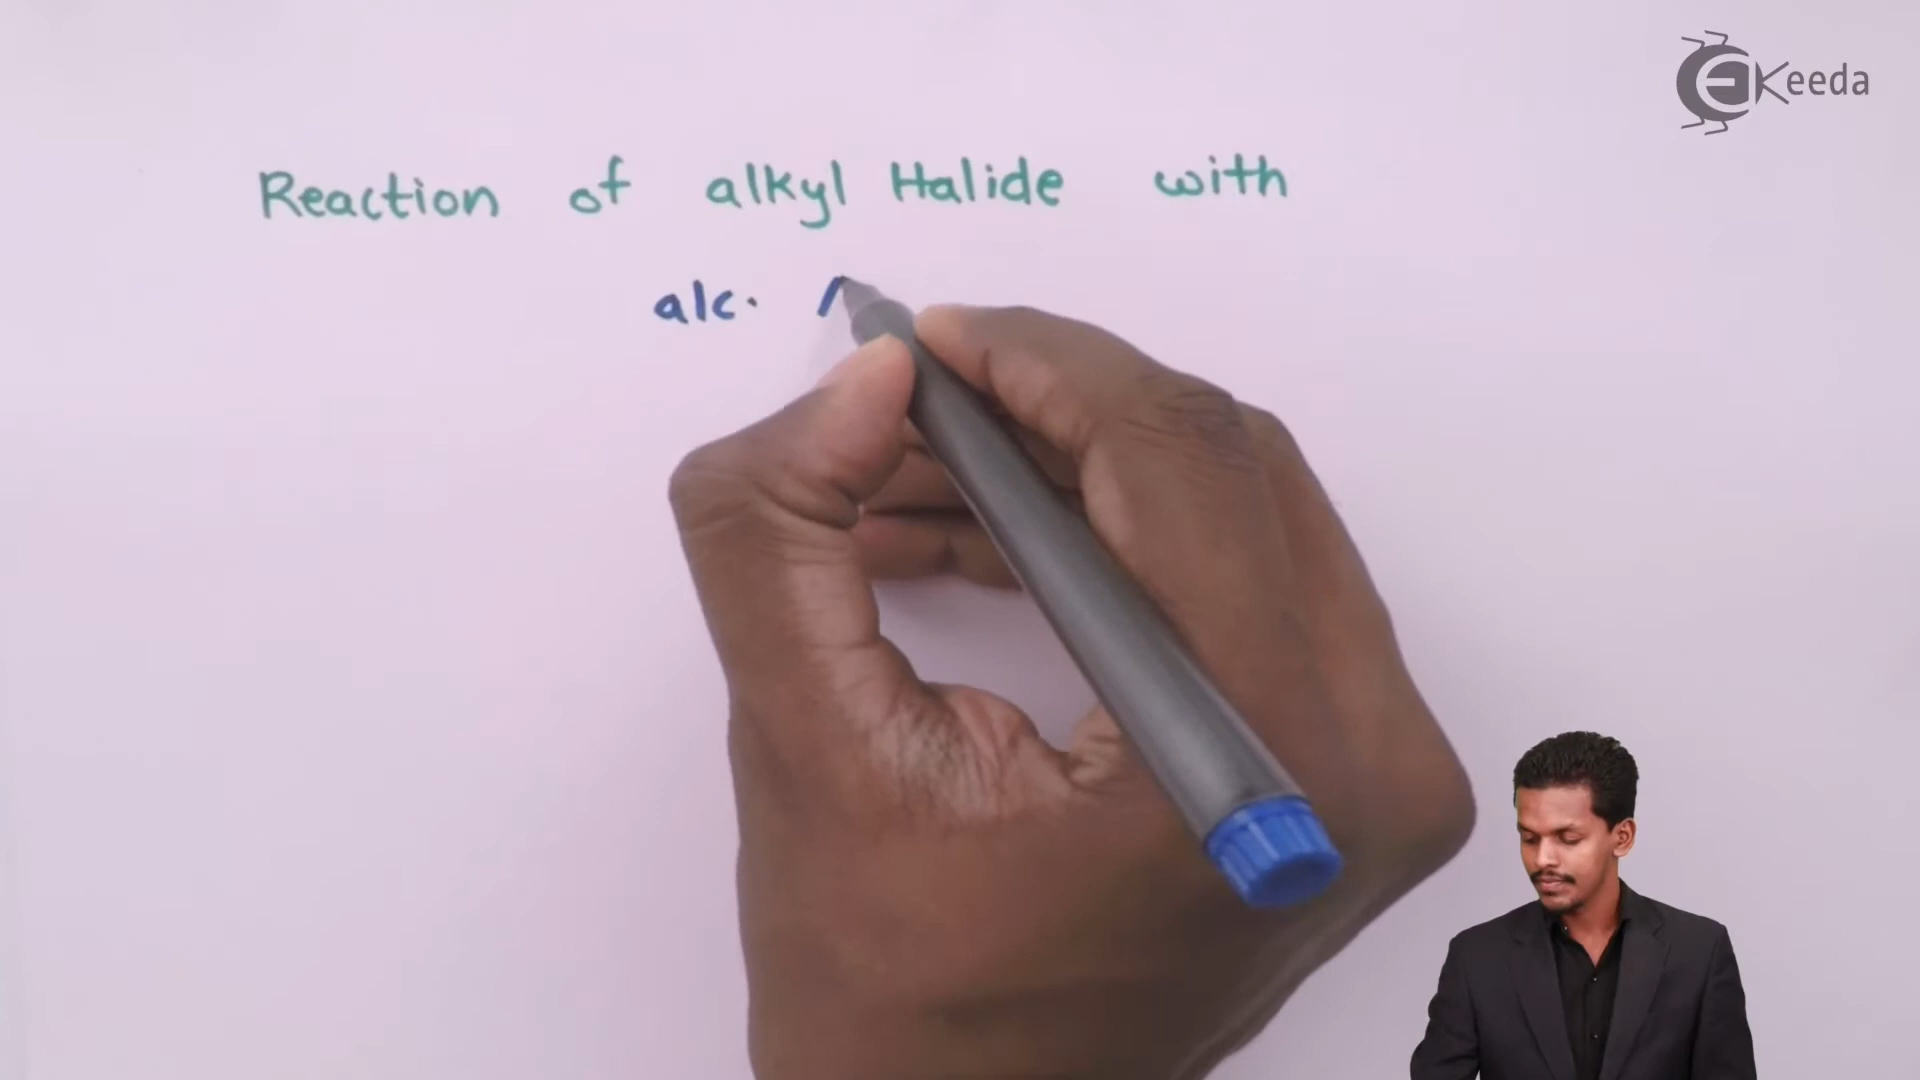 EKeeda
Reaction of alkyl Halide with
alc.